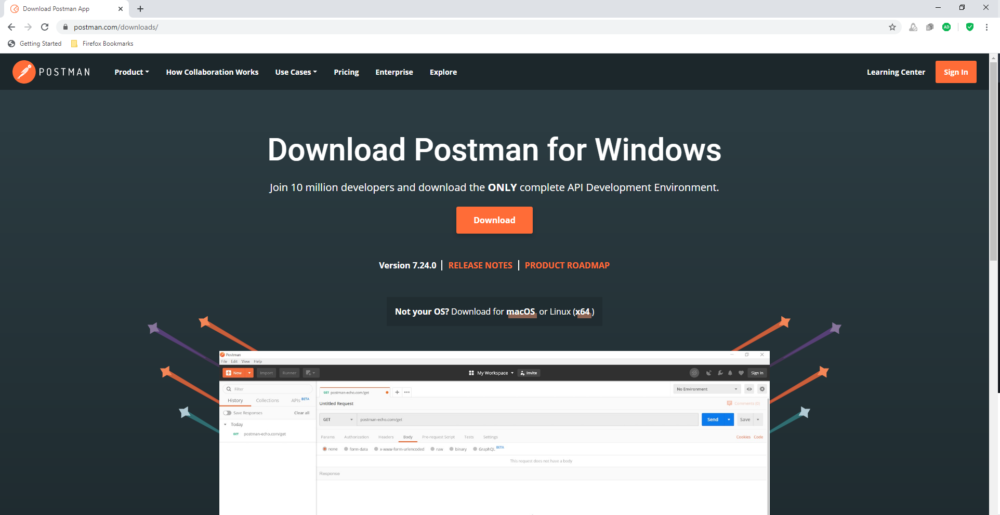 Download Postman App
postman.com/downloads/
AD
Getting Started Firefox Bookmarks
POSTMAN Product How Collaboration Works Use Cases Pricing Enterprise Explore Learning Center Sign In
Download Postman for Windows
Join 10 million developers and download the ONLY complete API Development Environment.
Download
Version 7.24.0 RELEASE NOTES PRODUCT ROADMAP
Not your OS? Download for macOS or Linux (x64 )
Postman
File Edit View Help
New Import Runner My Workspace Invite Sign In
Filter No Environment
GET postman-echo.com/get
History Collections APIs BETA
Untitled Request Comments (0)
Save Responses Clear all
GET postman-echo.com/get Send Save
Today
GET postman-echo.com/get
Params Authorization Headers Body Pre-request Script Tests Settings Cookies Code
none form-data x-www-form-urlencoded raw binary GraphQL BETA
This request does not have a body
Response